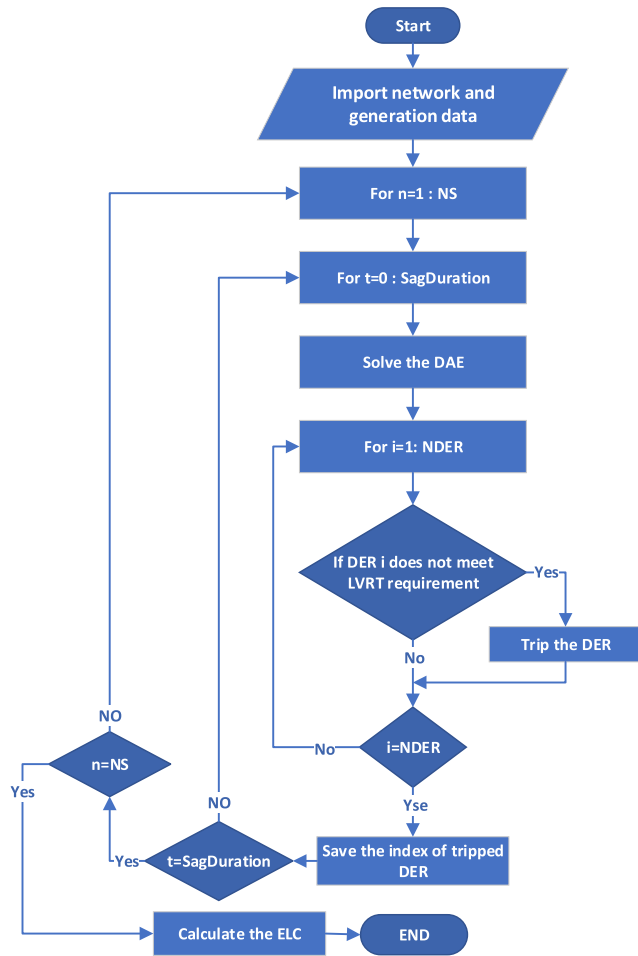 Start
Import network and
generation data
For n=1 : NS
For t=0 : SagDuration
Solve the DAE
For i=1: NDER
If DER i does not meet
LVRT requirement
Yes
Trip the DER
No
i=NDER
No
Yse
Save the index of tripped
DER
t=SagDuration
NO
Yes
n=NS
NO
Yes
Calculate the ELC
END